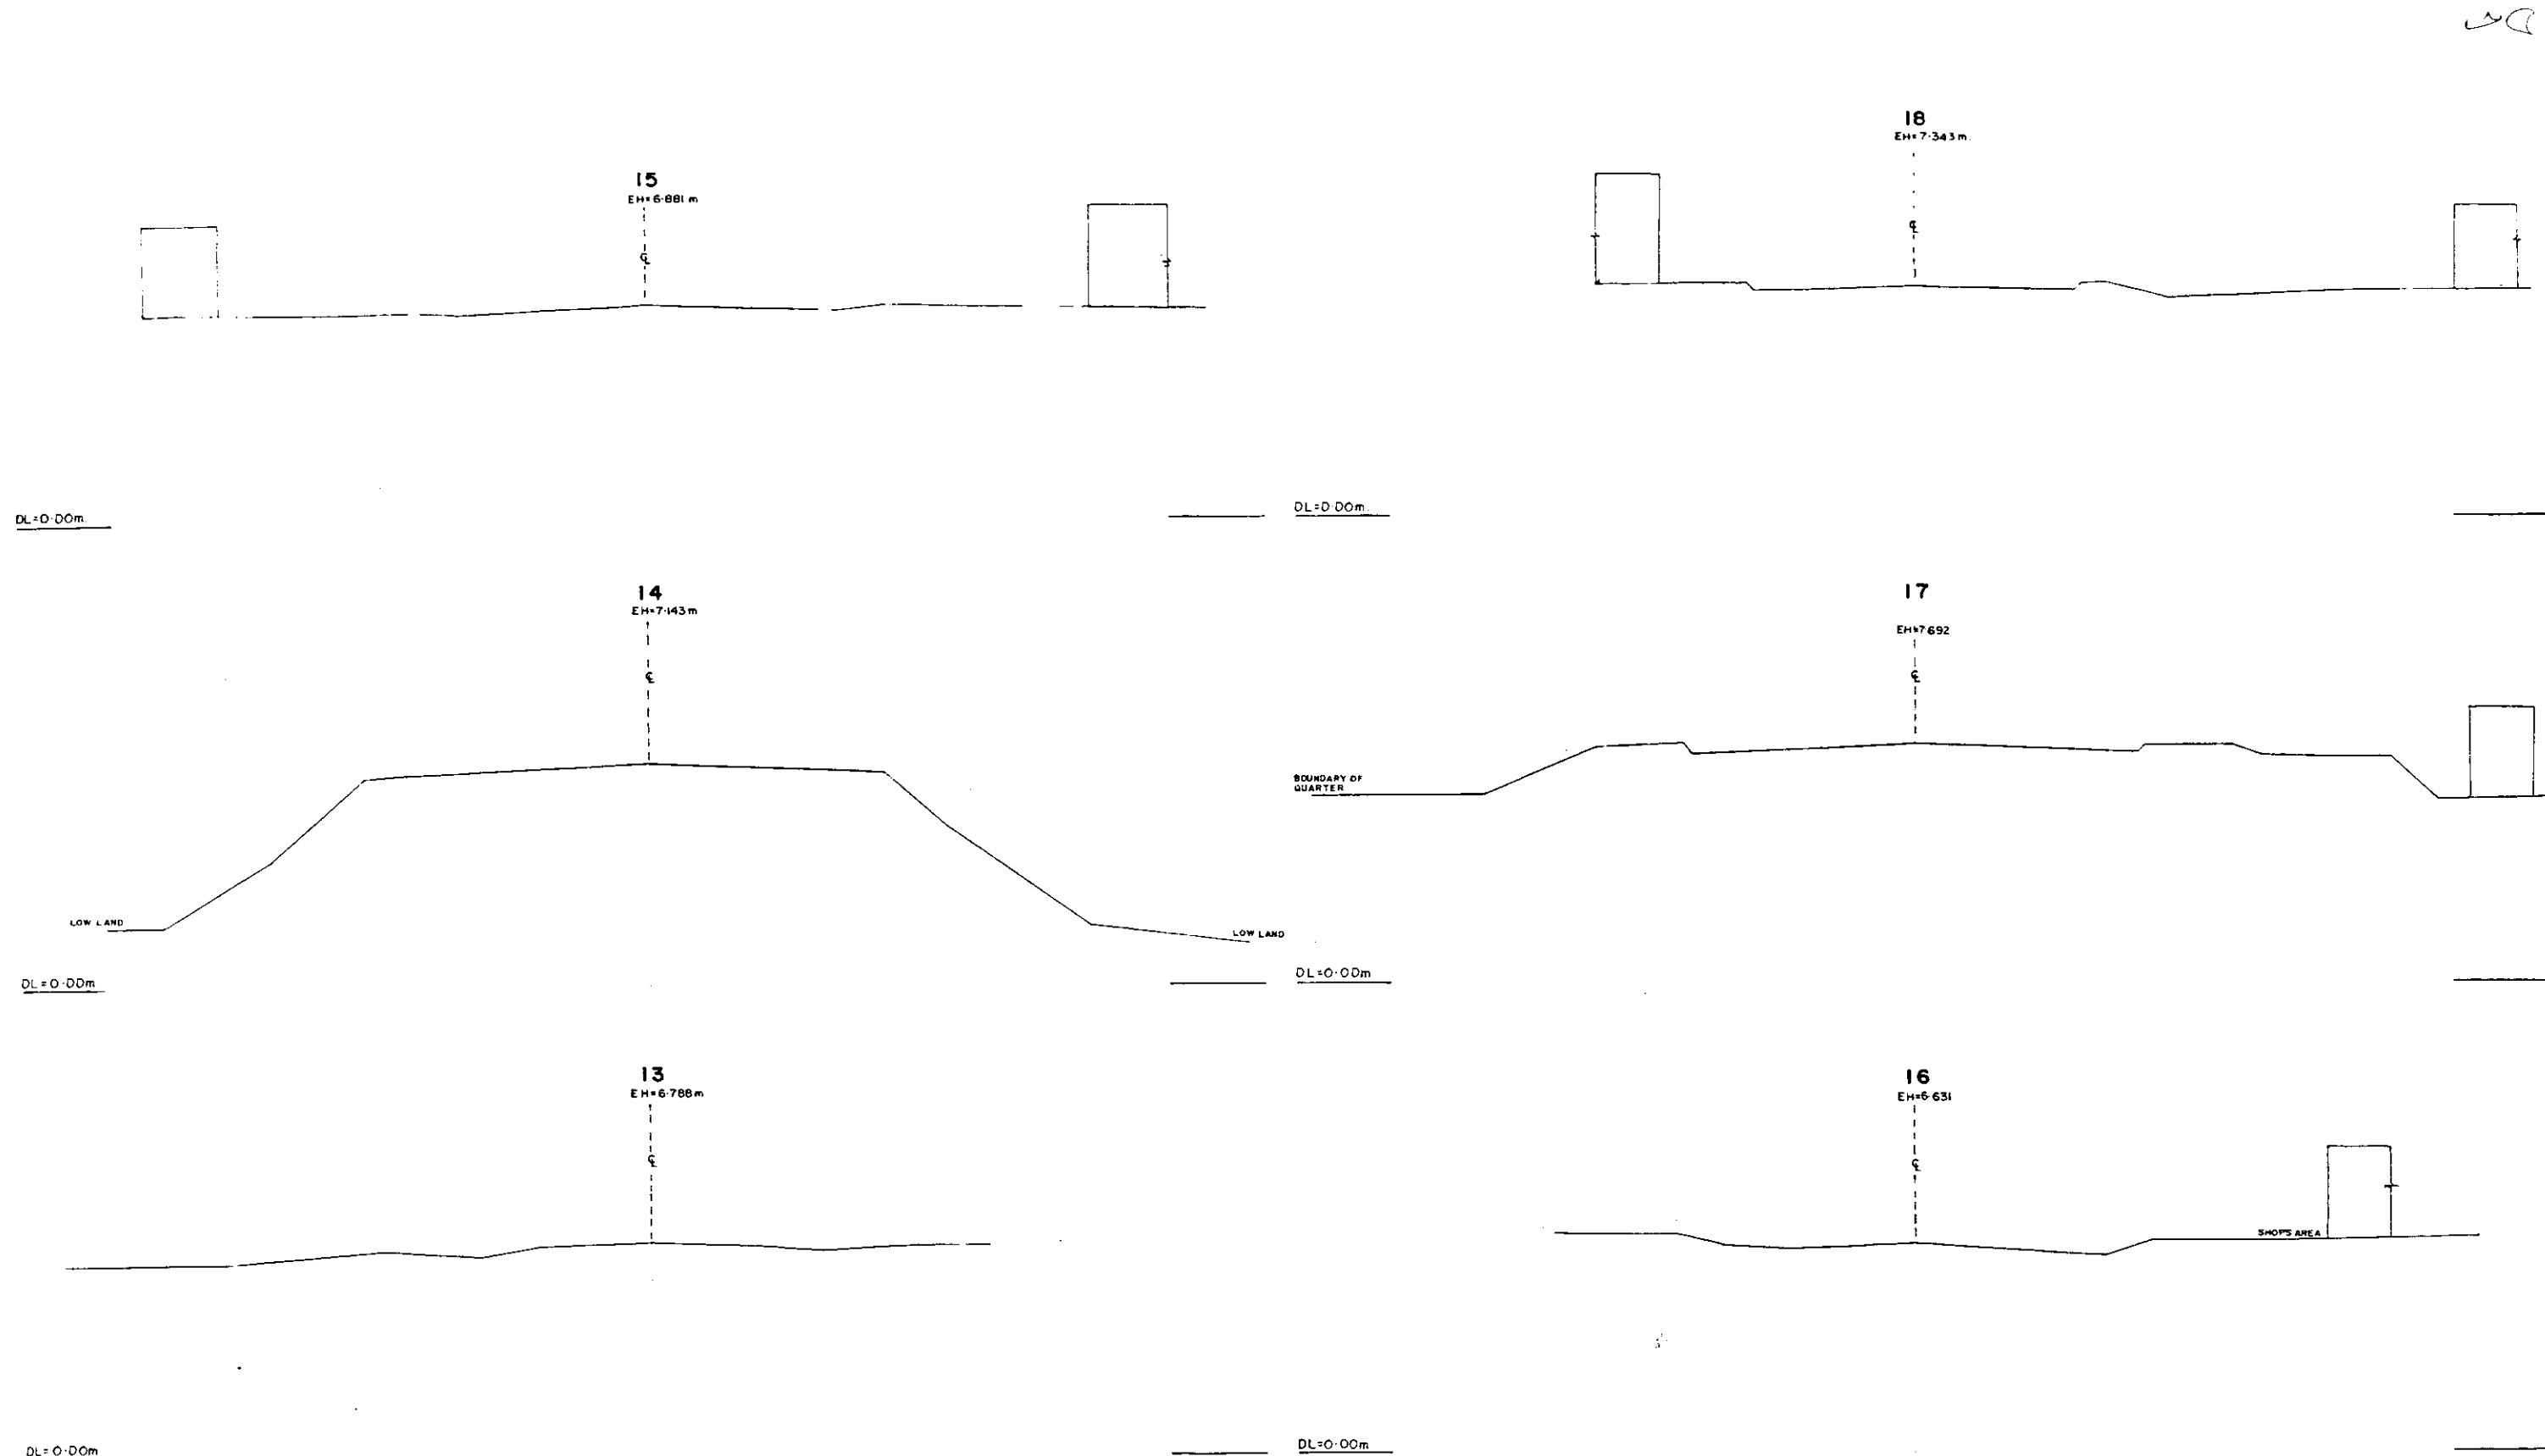 15
EH=6·881 m
℄
DL=0·00m.
18
EH=7·343 m.
℄
DL=0·00m.
14
EH=7·143 m
℄
LOW LAND
LOW LAND
DL=0·00m
17
EH=7·692
℄
BOUNDARY OF
QUARTER
DL=0·00m
13
EH=6·788 m
℄
DL=0·00m
16
EH=6·631
℄
SHOPS AREA
DL=0·00m